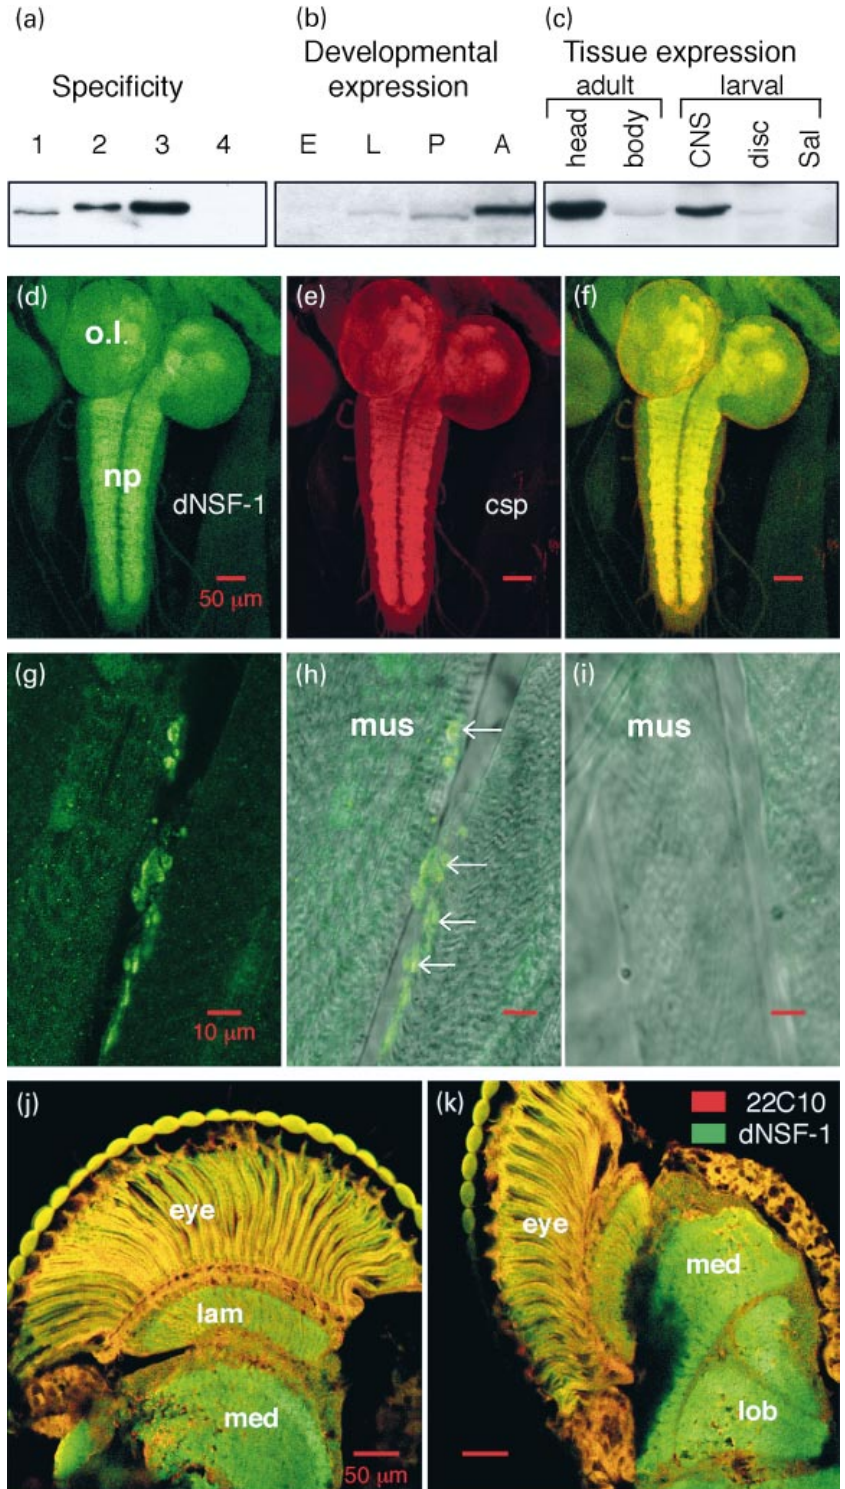 (a)
(b)
(c)
Specificity
Developmental
expression
Tissue expression
adult
larval
1 2 3 4
E L P A
head
body
CNS
disc
Sal
(d)
o.l.
np
dNSF-1
50 μm
(e)
csp
(f)
(g)
10 μm
(h)
mus
(i)
mus
(j)
eye
lam
med
50 μm
(k)
22C10
dNSF-1
eye
med
lob